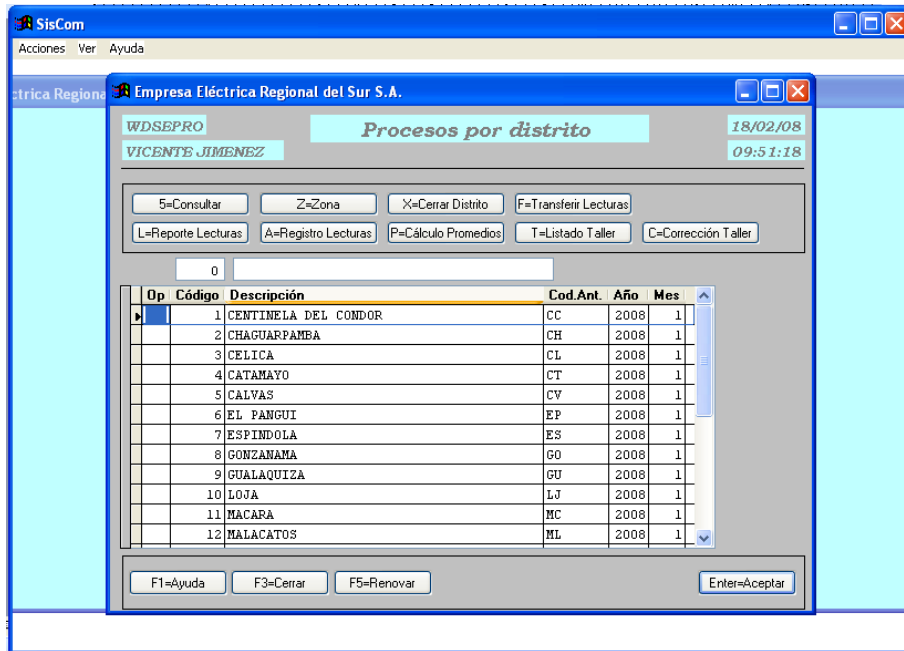 SisCom
Acciones Ver Ayuda
ctrica Regiona
Empresa Eléctrica Regional del Sur S.A.
WDSEPRO Procesos por distrito 18/02/08
VICENTE JIMENEZ 09:51:18
5=Consultar Z=Zona X=Cerrar Distrito F=Transferir Lecturas
L=Reporte Lecturas A=Registro Lecturas P=Cálculo Promedios T=Listado Taller C=Corrección Taller
0
Op Código Descripción Cod.Ant. Año Mes
1 CENTINELA DEL CONDOR CC 2008 1
2 CHAGUARPAMBA CH 2008 1
3 CELICA CL 2008 1
4 CATAMAYO CT 2008 1
5 CALVAS CV 2008 1
6 EL PANGUI EP 2008 1
7 ESPINDOLA ES 2008 1
8 GONZANAMA GO 2008 1
9 GUALAQUIZA GU 2008 1
10 LOJA LJ 2008 1
11 MACARA MC 2008 1
12 MALACATOS ML 2008 1
F1=Ayuda F3=Cerrar F5=Renovar Enter=Aceptar